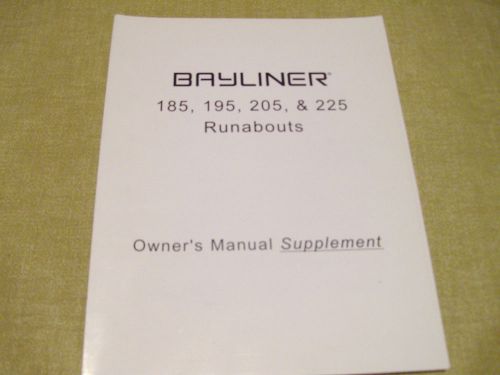 BAYLINER®
185, 195, 205, & 225
Runabouts
Owner's Manual Supplement